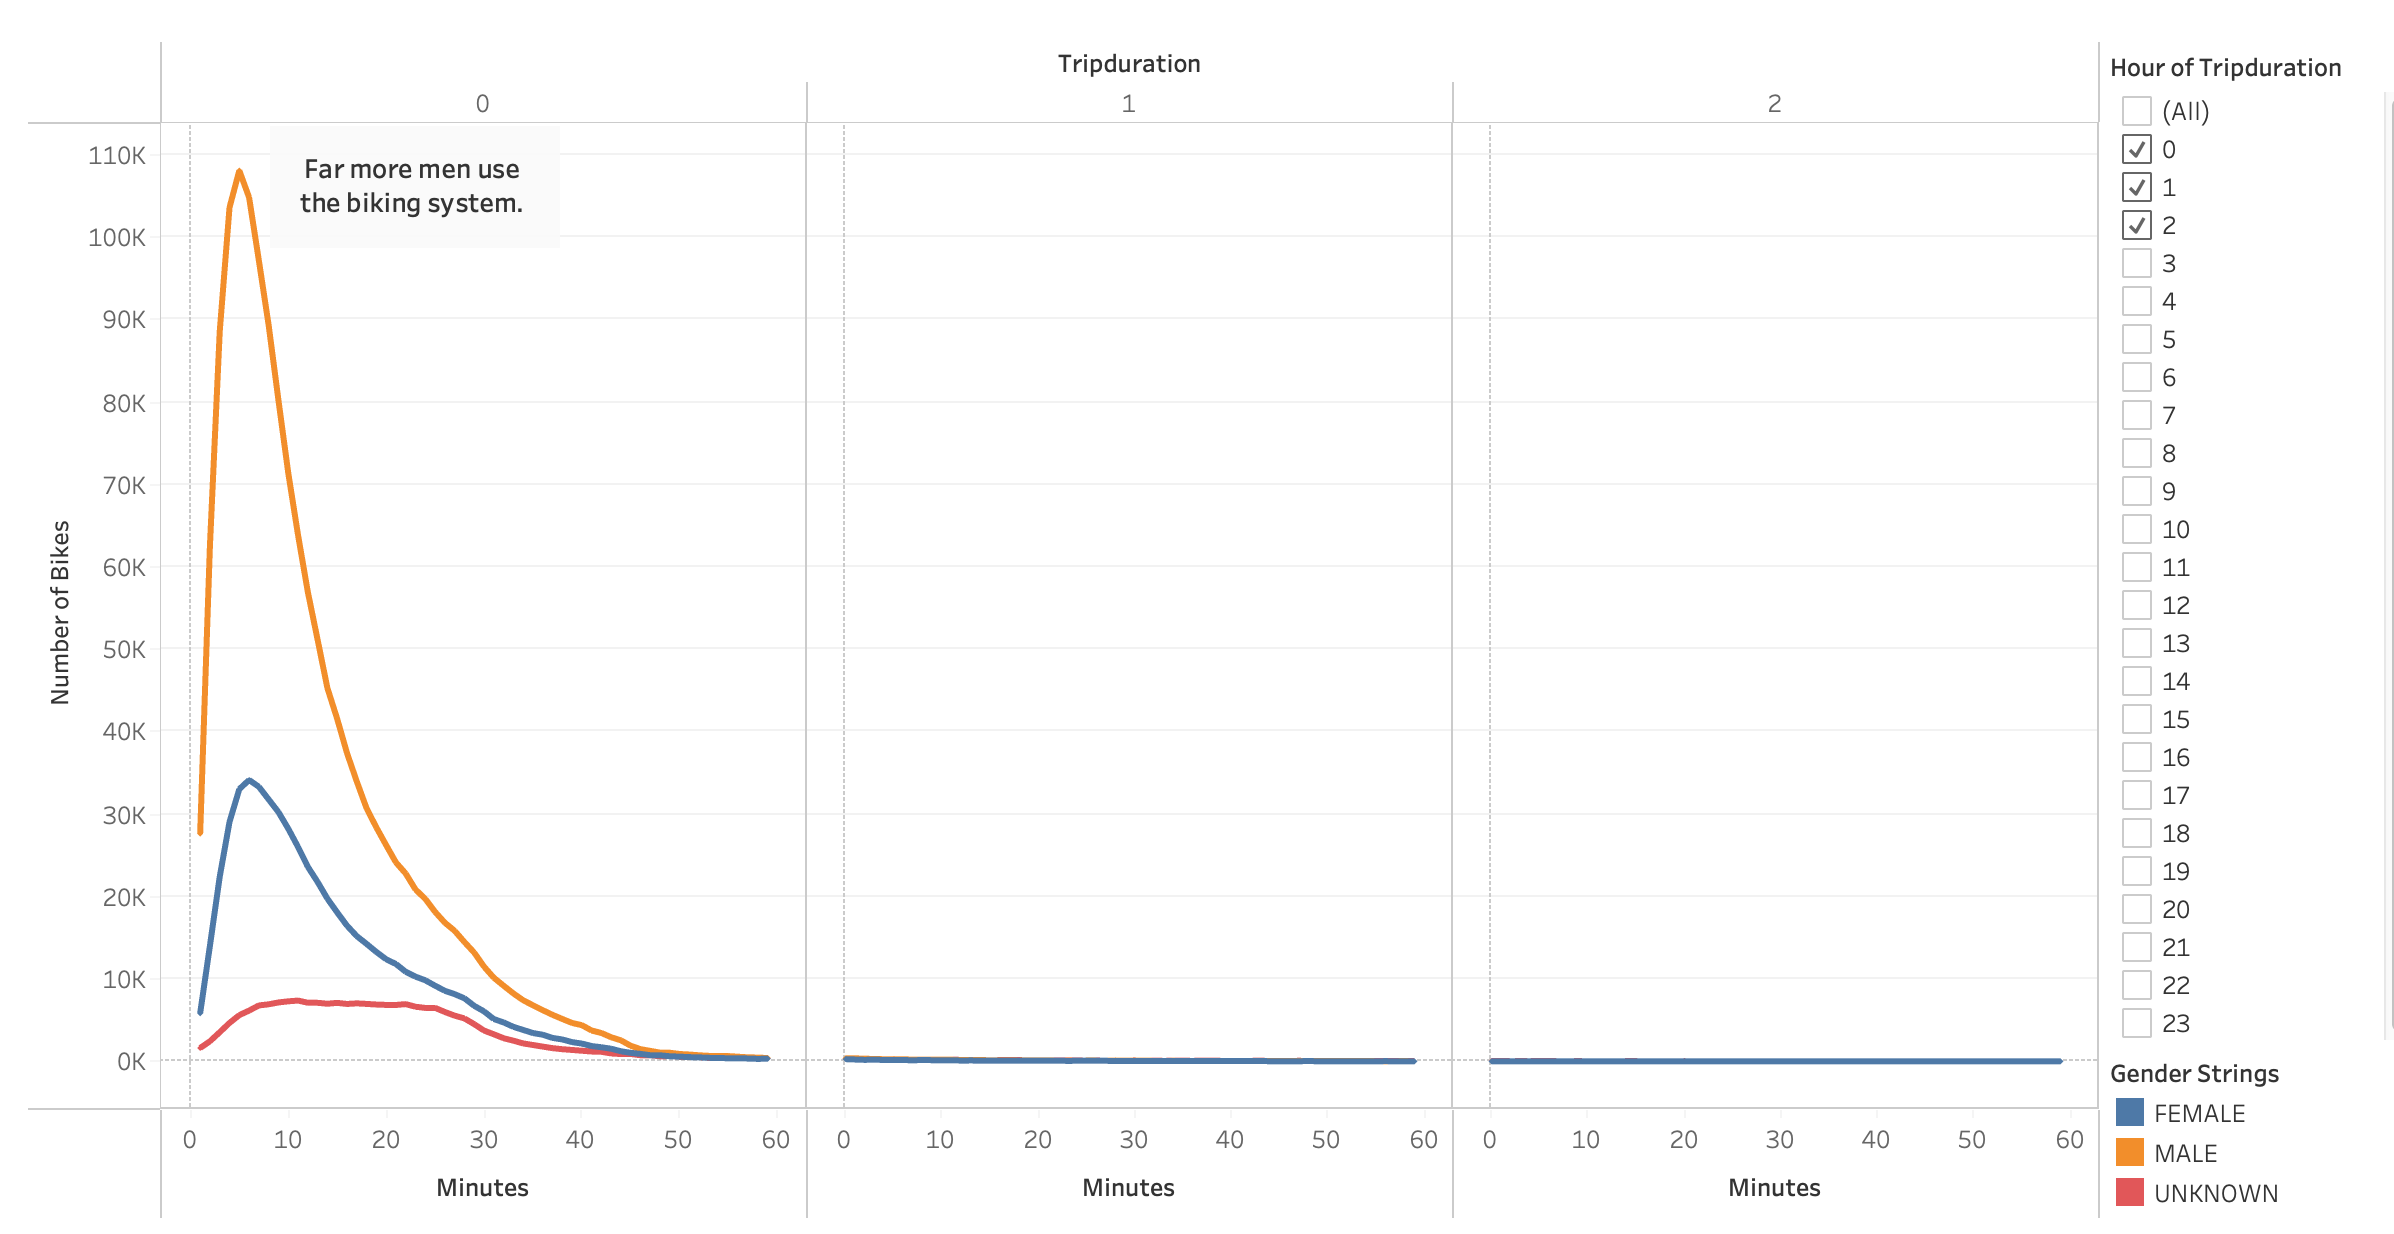 Tripduration
0
1
2
Far more men use
the biking system.
Number of Bikes
110K
100K
90K
80K
70K
60K
50K
40K
30K
20K
10K
0K
0 10 20 30 40 50 60
0 10 20 30 40 50 60
0 10 20 30 40 50 60
Minutes
Minutes
Minutes
Hour of Tripduration
(All)
0
1
2
3
4
5
6
7
8
9
10
11
12
13
14
15
16
17
18
19
20
21
22
23
Gender Strings
FEMALE
MALE
UNKNOWN